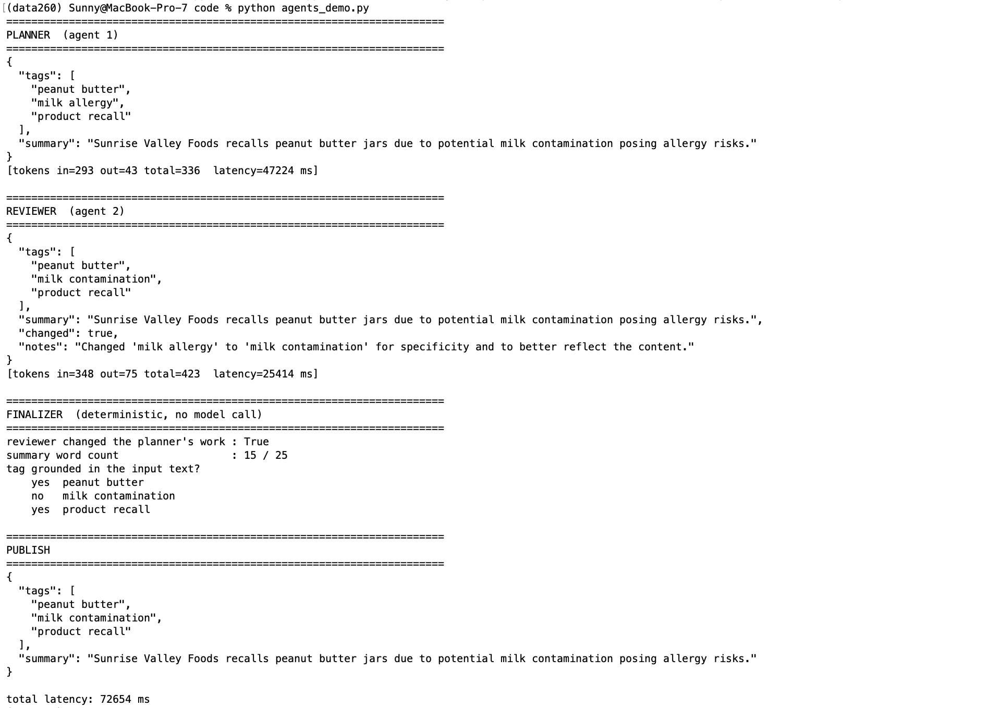 [(data260) Sunny@MacBook-Pro-7 code % python agents_demo.py
======================================================================
PLANNER  (agent 1)
======================================================================
{
  "tags": [
    "peanut butter",
    "milk allergy",
    "product recall"
  ],
  "summary": "Sunrise Valley Foods recalls peanut butter jars due to potential milk contamination posing allergy risks."
}
[tokens in=293 out=43 total=336  latency=47224 ms]

======================================================================
REVIEWER  (agent 2)
======================================================================
{
  "tags": [
    "peanut butter",
    "milk contamination",
    "product recall"
  ],
  "summary": "Sunrise Valley Foods recalls peanut butter jars due to potential milk contamination posing allergy risks.",
  "changed": true,
  "notes": "Changed 'milk allergy' to 'milk contamination' for specificity and to better reflect the content."
}
[tokens in=348 out=75 total=423  latency=25414 ms]

======================================================================
FINALIZER  (deterministic, no model call)
======================================================================
reviewer changed the planner's work : True
summary word count                  : 15 / 25
tag grounded in the input text?
    yes  peanut butter
    no   milk contamination
    yes  product recall

======================================================================
PUBLISH
======================================================================
{
  "tags": [
    "peanut butter",
    "milk contamination",
    "product recall"
  ],
  "summary": "Sunrise Valley Foods recalls peanut butter jars due to potential milk contamination posing allergy risks."
}

total latency: 72654 ms